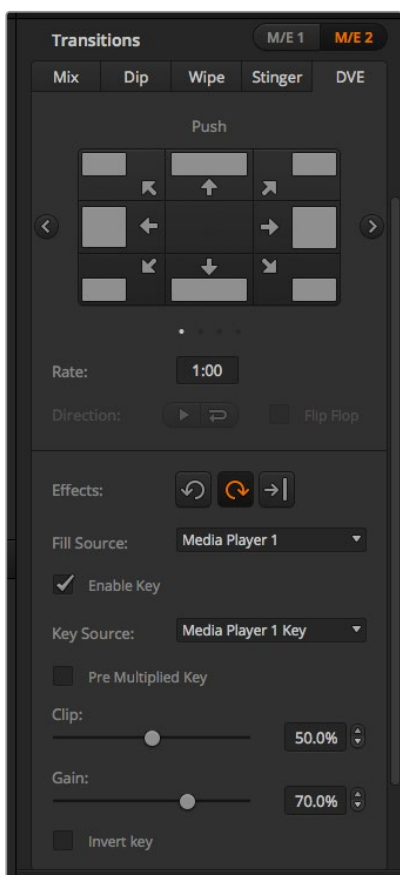 Transitions M/E 1 M/E 2
Mix Dip Wipe Stinger DVE
Push
Rate: 1:00
Direction: Flip Flop
Effects:
Fill Source: Media Player 1
Enable Key
Key Source: Media Player 1 Key
Pre Multiplied Key
Clip:
50.0%
Gain:
70.0%
Invert key